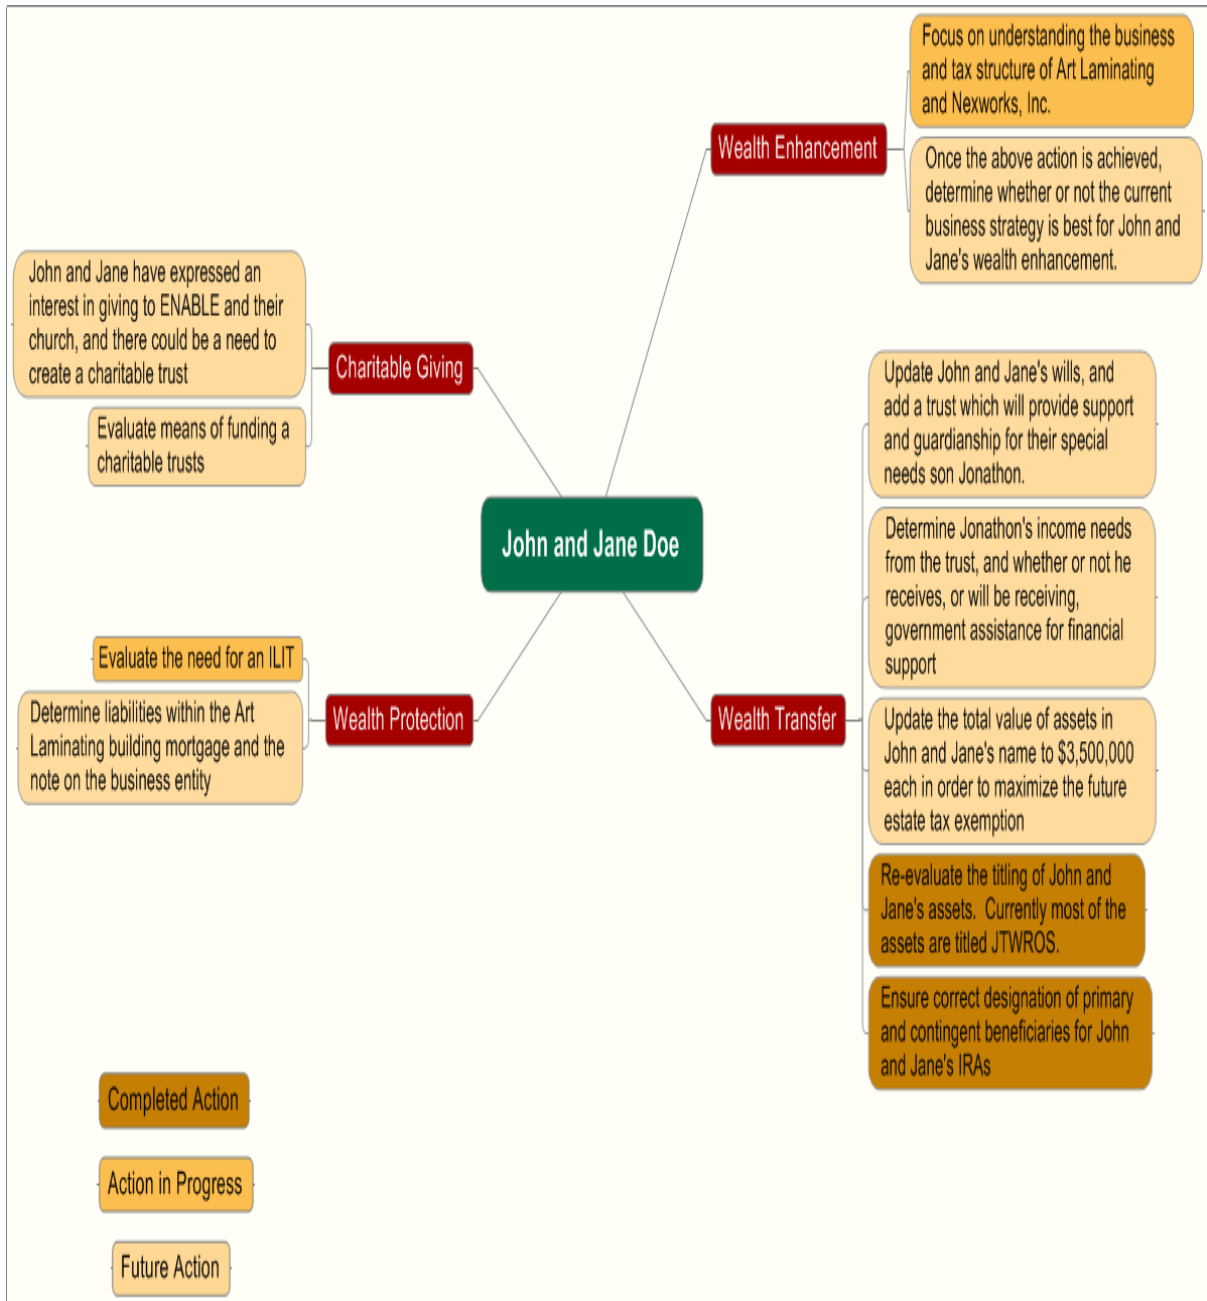 Focus on understanding the business
and tax structure of Art Laminating
and Nexworks, Inc.
Wealth Enhancement
Once the above action is achieved,
determine whether or not the current
business strategy is best for John and
Jane's wealth enhancement.
John and Jane have expressed an
interest in giving to ENABLE and their
church, and there could be a need to
create a charitable trust
Charitable Giving
Evaluate means of funding a
charitable trusts
Update John and Jane's wills, and
add a trust which will provide support
and guardianship for their special
needs son Jonathon.
John and Jane Doe
Determine Jonathon's income needs
from the trust, and whether or not he
receives, or will be receiving,
government assistance for financial
support
Evaluate the need for an ILIT
Wealth Protection
Determine liabilities within the Art
Laminating building mortgage and the
note on the business entity
Wealth Transfer
Update the total value of assets in
John and Jane's name to $3,500,000
each in order to maximize the future
estate tax exemption
Re-evaluate the titling of John and
Jane's assets.  Currently most of the
assets are titled JTWROS.
Ensure correct designation of primary
and contingent beneficiaries for John
and Jane's IRAs
Completed Action
Action in Progress
Future Action